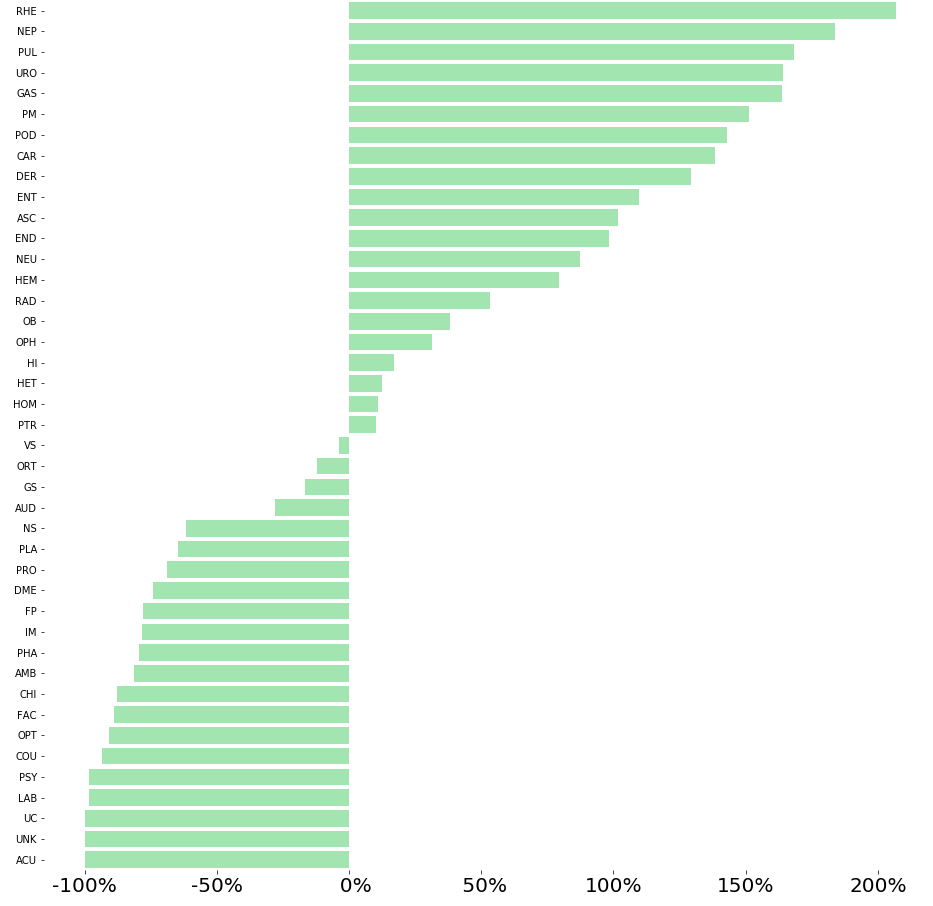 RHE
NEP
PUL
URO
GAS
PM
POD
CAR
DER
ENT
ASC
END
NEU
HEM
RAD
OB
OPH
HI
HET
HOM
PTR
VS
ORT
GS
AUD
NS
PLA
PRO
DME
FP
IM
PHA
AMB
CHI
FAC
OPT
COU
PSY
LAB
UC
UNK
ACU
-100% -50% 0% 50% 100% 150% 200%